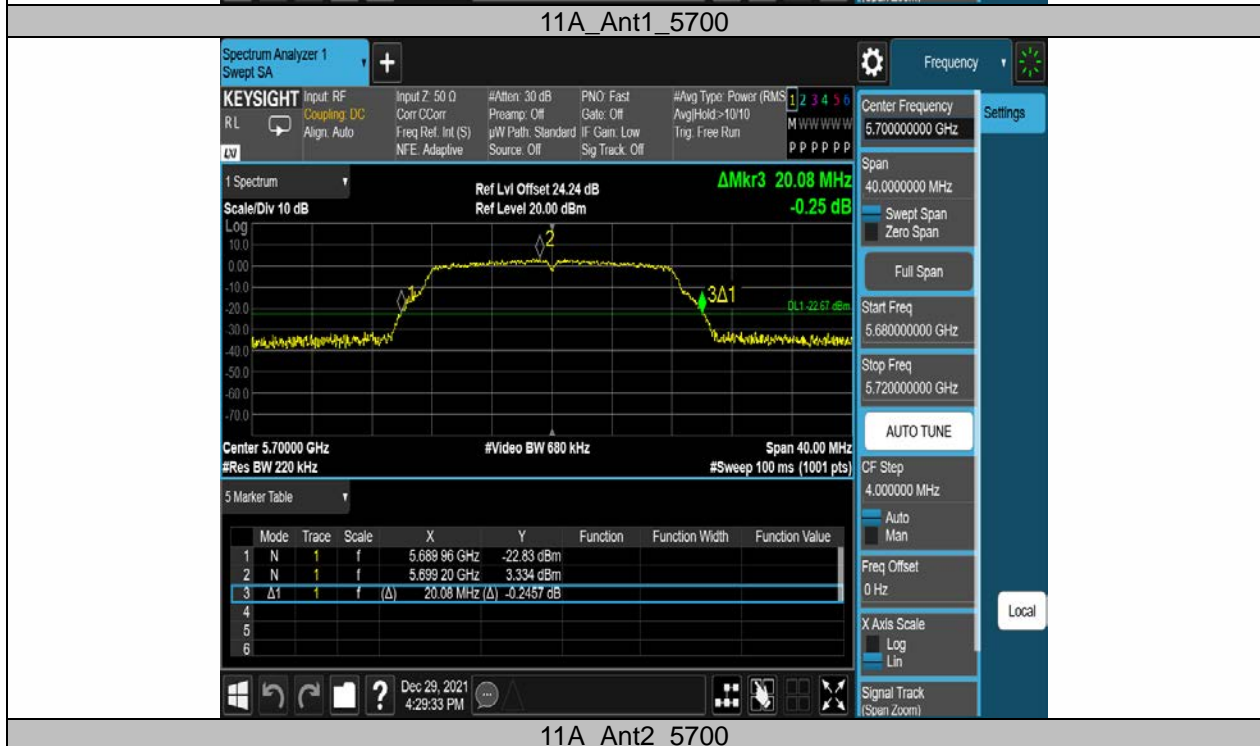 11A_Ant1_5700
Spectrum Analyzer 1
Swept SA
+
Frequency
KEYSIGHT
RL
LXI
Input: RF
Coupling: DC
Align: Auto
Input Z: 50 Ω
Corr CCorr
Freq Ref: Int (S)
NFE: Adaptive
#Atten: 30 dB
Preamp: Off
µW Path: Standard
Source: Off
PNO: Fast
Gate: Off
IF Gain: Low
Sig Track: Off
#Avg Type: Power (RMS
Avg|Hold:>10/10
Trig: Free Run
1 2 3 4 5 6
M W W W W W
P P P P P P
Center Frequency
5.700000000 GHz
Settings
Span
40.0000000 MHz
Swept Span
Zero Span
Full Span
Start Freq
5.680000000 GHz
Stop Freq
5.720000000 GHz
AUTO TUNE
CF Step
4.000000 MHz
Auto
Man
Freq Offset
0 Hz
X Axis Scale
Log
Lin
Signal Track
(Span Zoom)
Local
1 Spectrum
Scale/Div 10 dB
Ref Lvl Offset 24.24 dB
Ref Level 20.00 dBm
ΔMkr3 20.08 MHz
-0.25 dB
Log
10.0
0.00
-10.0
-20.0
-30.0
-40.0
-50.0
-60.0
-70.0
1
2
3Δ1
DL1 -22.67 dBm
Center 5.70000 GHz
#Res BW 220 kHz
#Video BW 680 kHz
Span 40.00 MHz
#Sweep 100 ms (1001 pts)
5 Marker Table
Mode Trace Scale X Y Function Function Width Function Value
1 N 1 f 5.689 96 GHz -22.83 dBm
2 N 1 f 5.699 20 GHz 3.334 dBm
3 Δ1 1 f (Δ) 20.08 MHz (Δ) -0.2457 dB
4
5
6
?
Dec 29, 2021
4:29:33 PM
11A_Ant2_5700